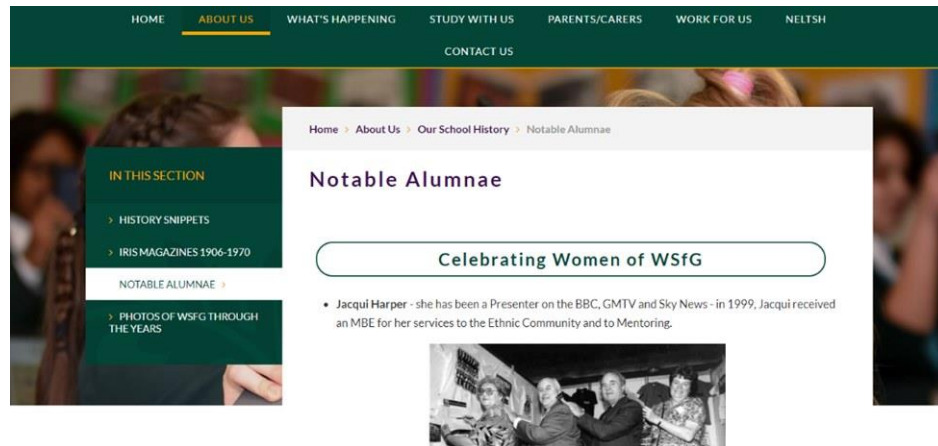 HOME ABOUT US WHAT'S HAPPENING STUDY WITH US PARENTS/CARERS WORK FOR US NELTSH
CONTACT US
Home > About Us > Our School History > Notable Alumnae
IN THIS SECTION
> HISTORY SNIPPETS
> IRIS MAGAZINES 1906-1970
NOTABLE ALUMNAE >
> PHOTOS OF WSFG THROUGH
THE YEARS
Notable Alumnae
Celebrating Women of WSfG
• Jacqui Harper - she has been a Presenter on the BBC, GMTV and Sky News - in 1999, Jacqui received
an MBE for her services to the Ethnic Community and to Mentoring.